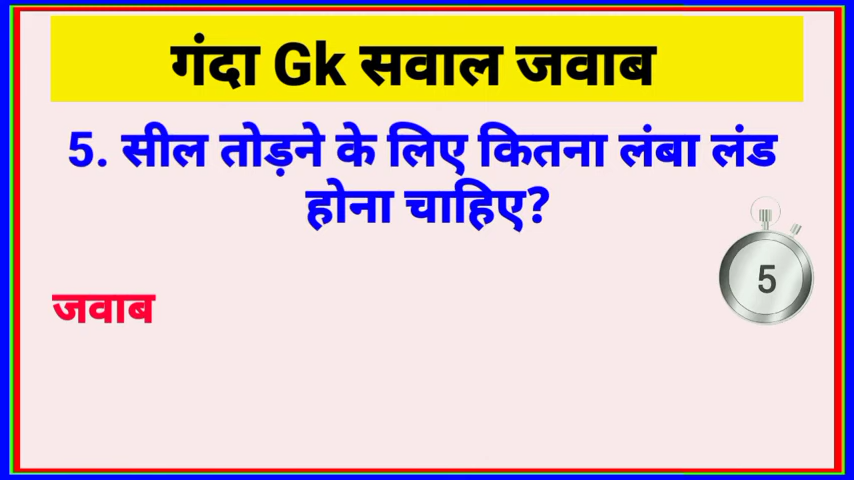 गंदा Gk सवाल जवाब
5. सील तोड़ने के लिए कितना लंबा लंड
होना चाहिए?
5
जवाब